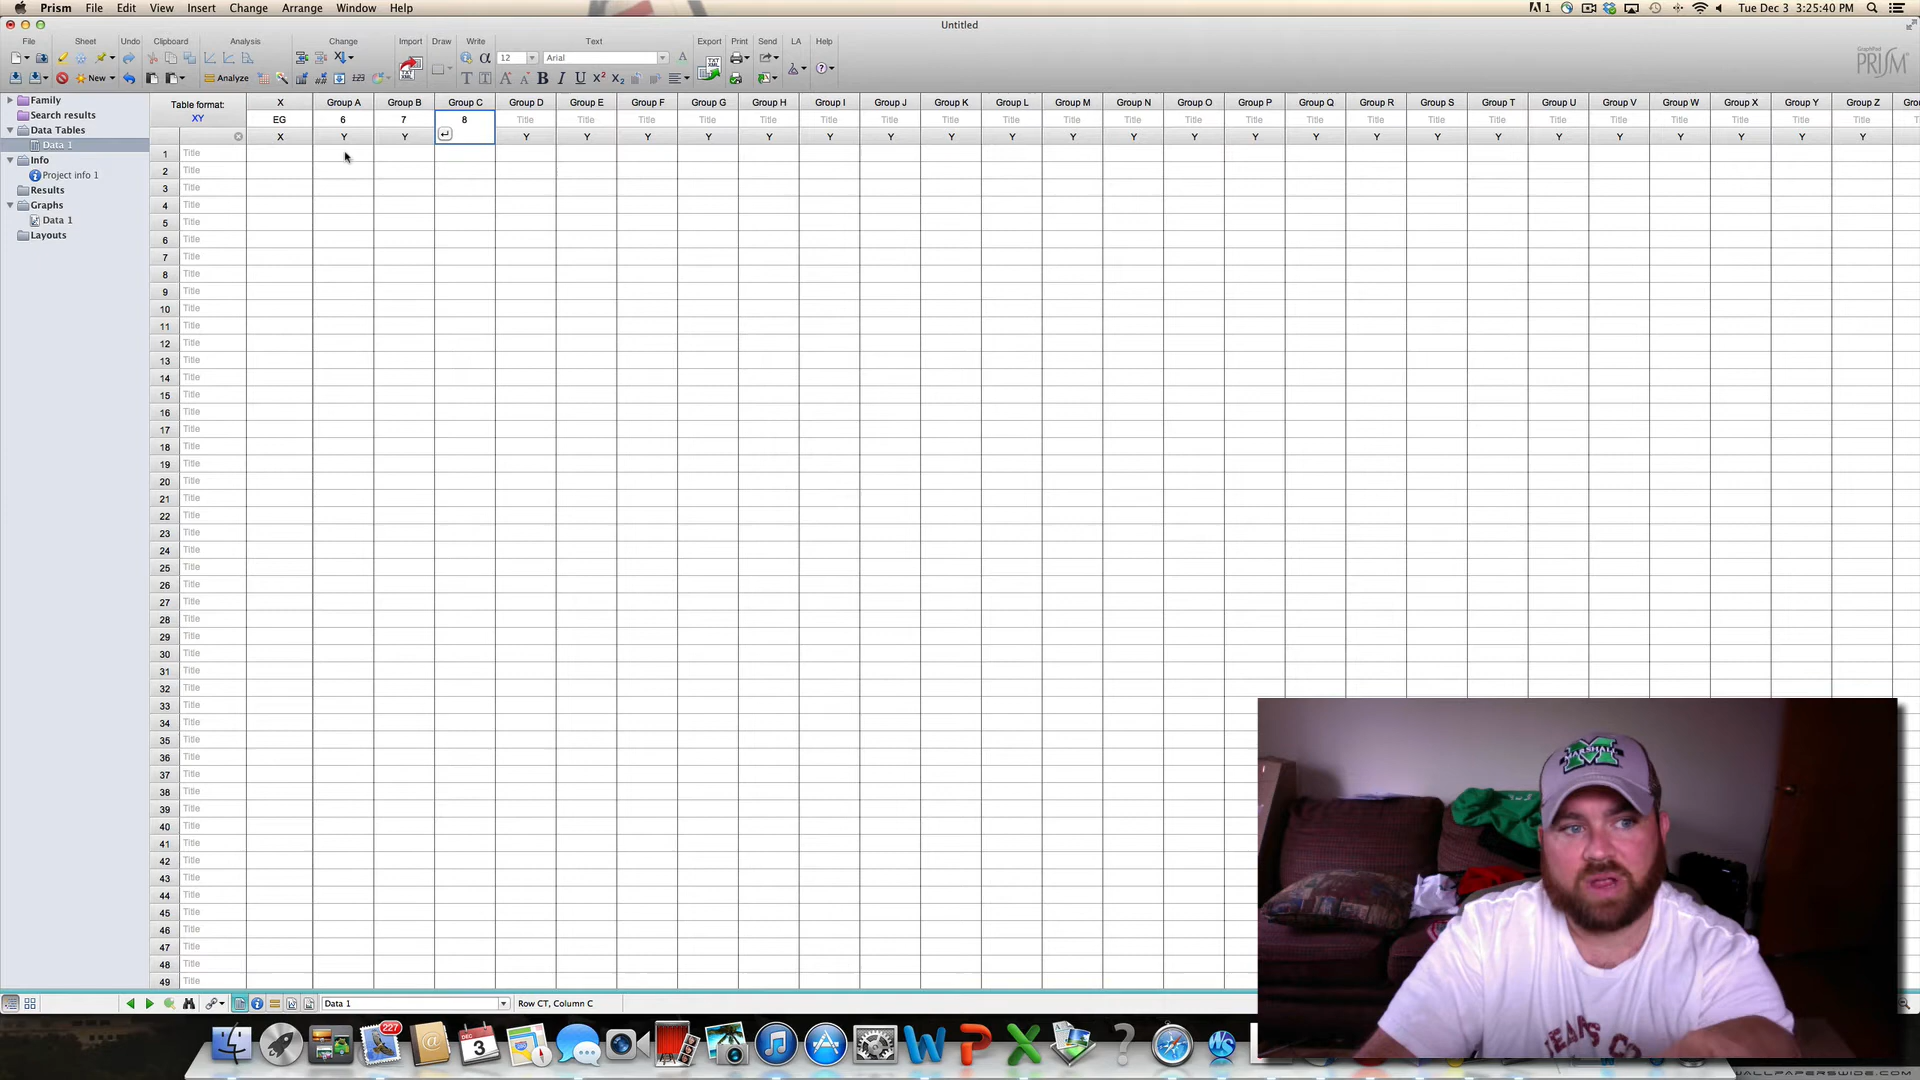 Prism File Edit View Insert Change Arrange Window Help
1 Tue Dec 3 3:25:40 PM
Untitled
File Sheet Undo Clipboard Analysis Change Import Draw Write Text Export Print Send LA Help
12 Arial
New Analyze
GraphPad
PRISM
Family
Search results
Data Tables
Data 1
Info
Project info 1
Results
Graphs
Data 1
Layouts
Table format:
XY
X Group A Group B Group C Group D Group E Group F Group G Group H Group I Group J Group K Group L Group M Group N Group O Group P Group Q Group R Group S Group T Group U Group V Group W Group X Group Y Group Z
EG 6 7 8 Title Title Title Title Title Title Title Title Title Title Title Title Title Title Title Title Title Title Title Title Title Title Title
X Y Y Y Y Y Y Y Y Y Y Y Y Y Y Y Y Y Y Y Y Y Y Y Y Y
1 Title
2 Title
3 Title
4 Title
5 Title
6 Title
7 Title
8 Title
9 Title
10 Title
11 Title
12 Title
13 Title
14 Title
15 Title
16 Title
17 Title
18 Title
19 Title
20 Title
21 Title
22 Title
23 Title
24 Title
25 Title
26 Title
27 Title
28 Title
29 Title
30 Title
31 Title
32 Title
33 Title
34 Title
35 Title
36 Title
37 Title
38 Title
39 Title
40 Title
41 Title
42 Title
43 Title
44 Title
45 Title
46 Title
47 Title
48 Title
49 Title
M
MARSHALL
Data 1 Row CT, Column C
227
DEC
3
WALLPAPERSWIDE.COM